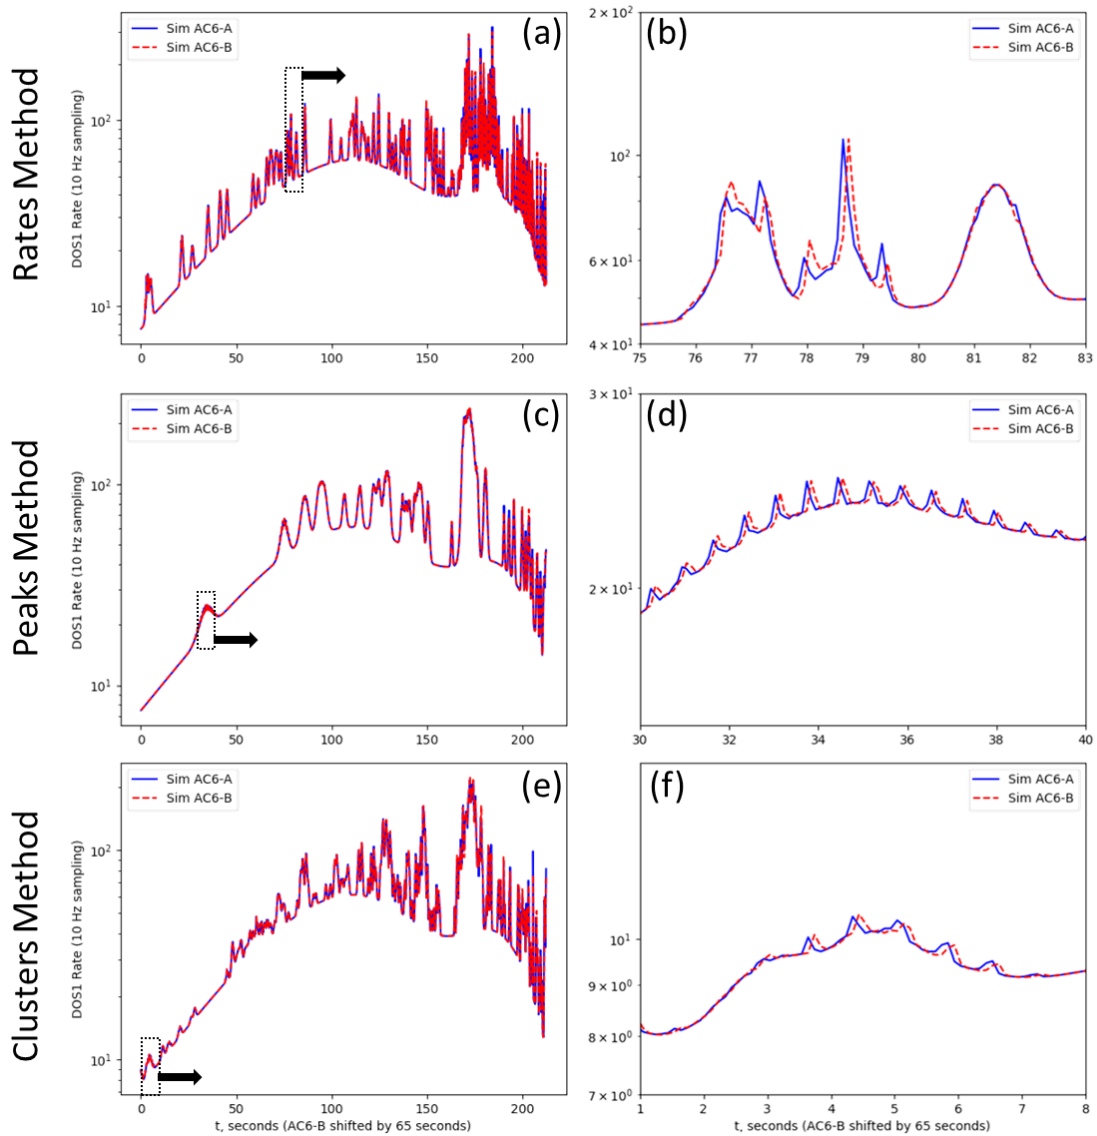 Rates Method
DOS1 Rate (10 Hz sampling)
Sim AC6-A
Sim AC6-B
(a)
10²
10¹
0 50 100 150 200
Sim AC6-A
Sim AC6-B
(b)
2 × 10²
10²
6 × 10¹
4 × 10¹
75 76 77 78 79 80 81 82 83
Peaks Method
DOS1 Rate (10 Hz sampling)
Sim AC6-A
Sim AC6-B
(c)
10²
10¹
0 50 100 150 200
Sim AC6-A
Sim AC6-B
(d)
3 × 10¹
2 × 10¹
30 32 34 36 38 40
Clusters Method
DOS1 Rate (10 Hz sampling)
Sim AC6-A
Sim AC6-B
(e)
10²
10¹
0 50 100 150 200
t, seconds (AC6-B shifted by 65 seconds)
Sim AC6-A
Sim AC6-B
(f)
10¹
9 × 10⁰
8 × 10⁰
7 × 10⁰
1 2 3 4 5 6 7 8
t, seconds (AC6-B shifted by 65 seconds)